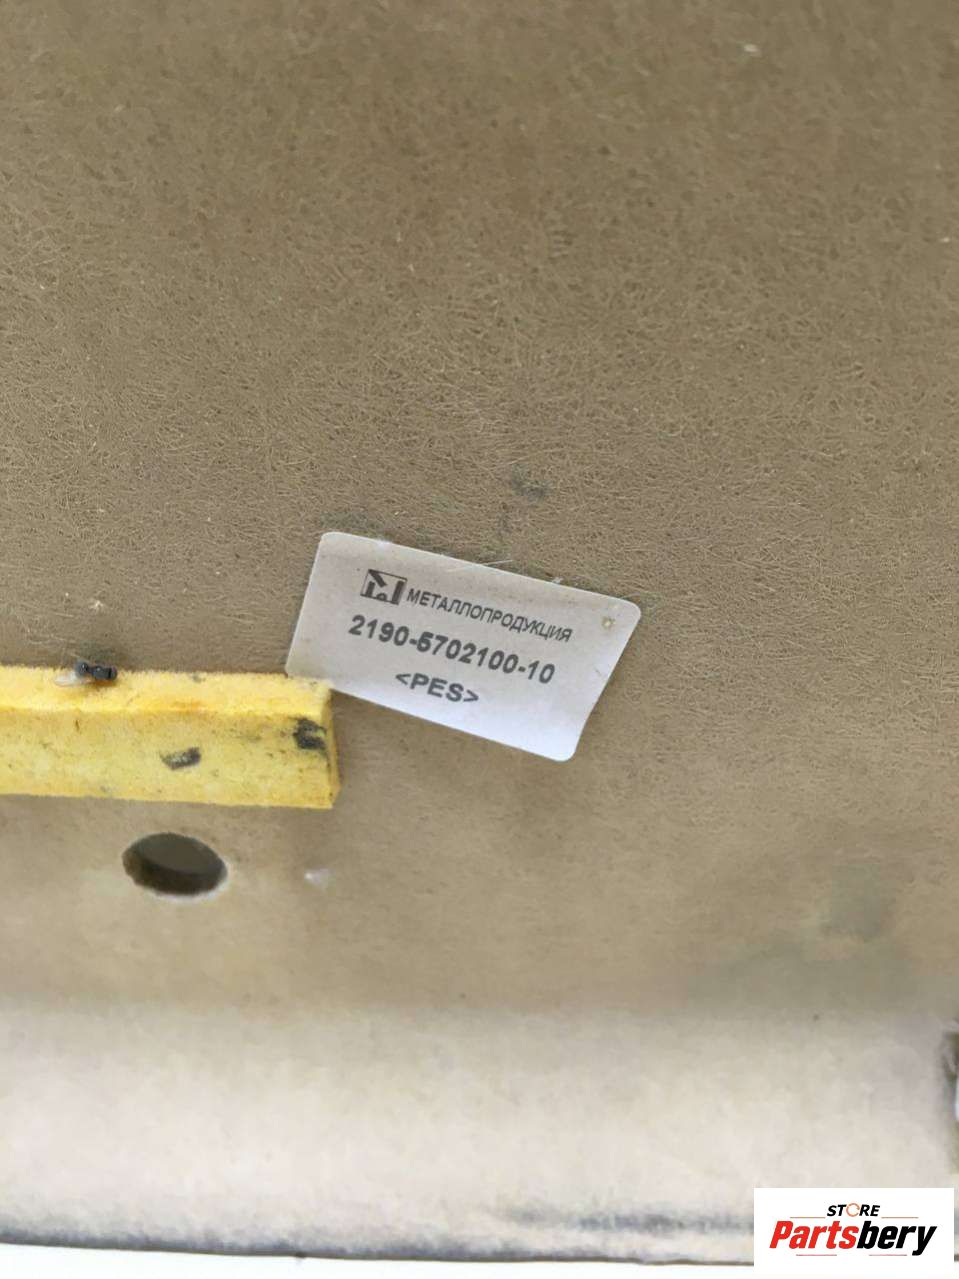 МЕТАЛЛОПРОДУКЦИЯ
2190-5702100-10
<PES>
STORE
Partsbery